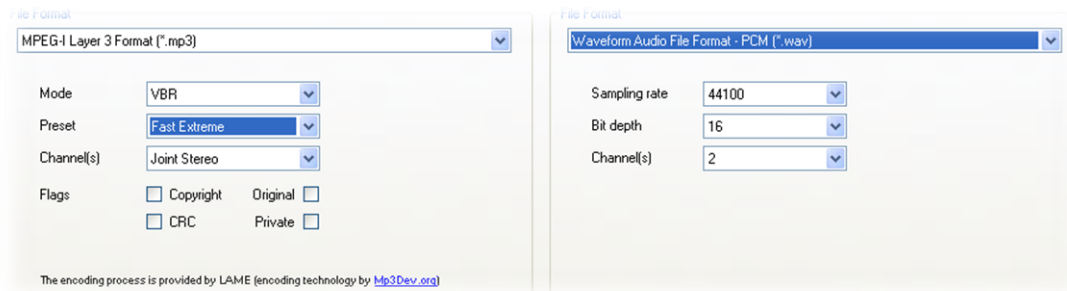 File Format
MPEG-I Layer 3 Format (*.mp3)
Mode VBR
Preset Fast Extreme
Channel(s) Joint Stereo
Flags Copyright Original
CRC Private
The encoding process is provided by LAME (encoding technology by Mp3Dev.org)
File Format
Waveform Audio File Format - PCM (*.wav)
Sampling rate 44100
Bit depth 16
Channel(s) 2